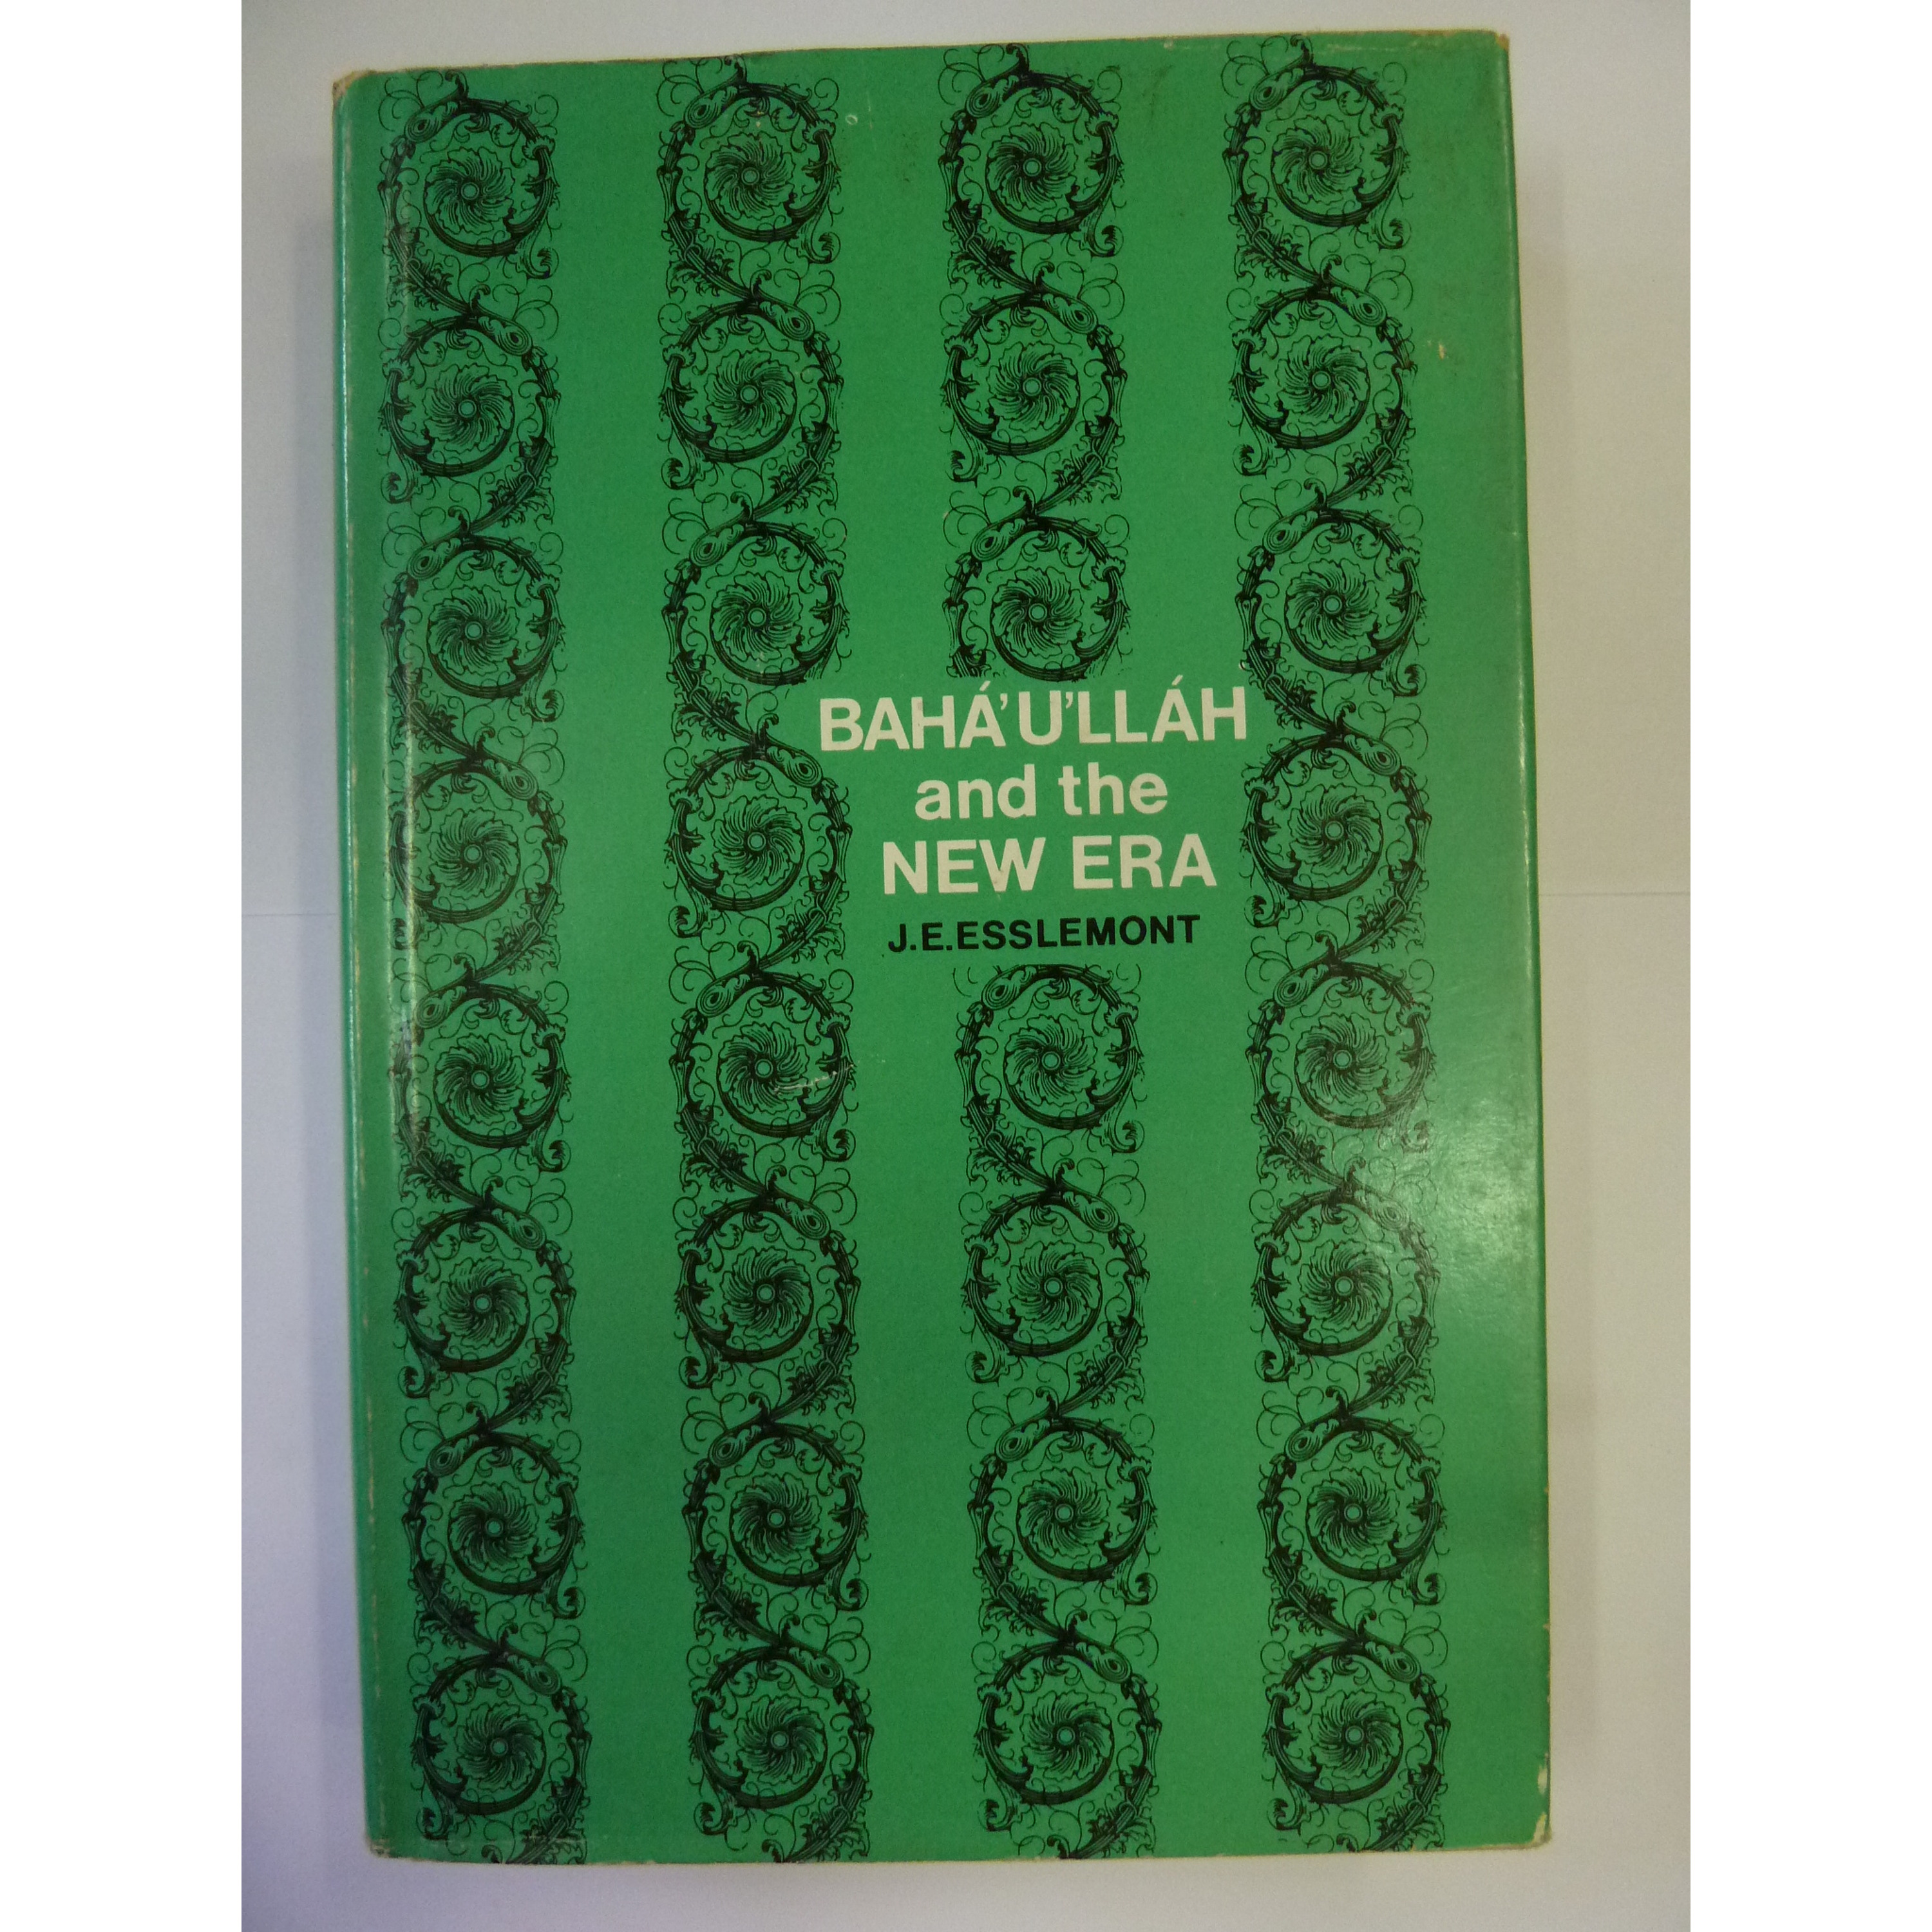 BAHÁ'U'LLÁH
and the
NEW ERA
J.E.ESSLEMONT